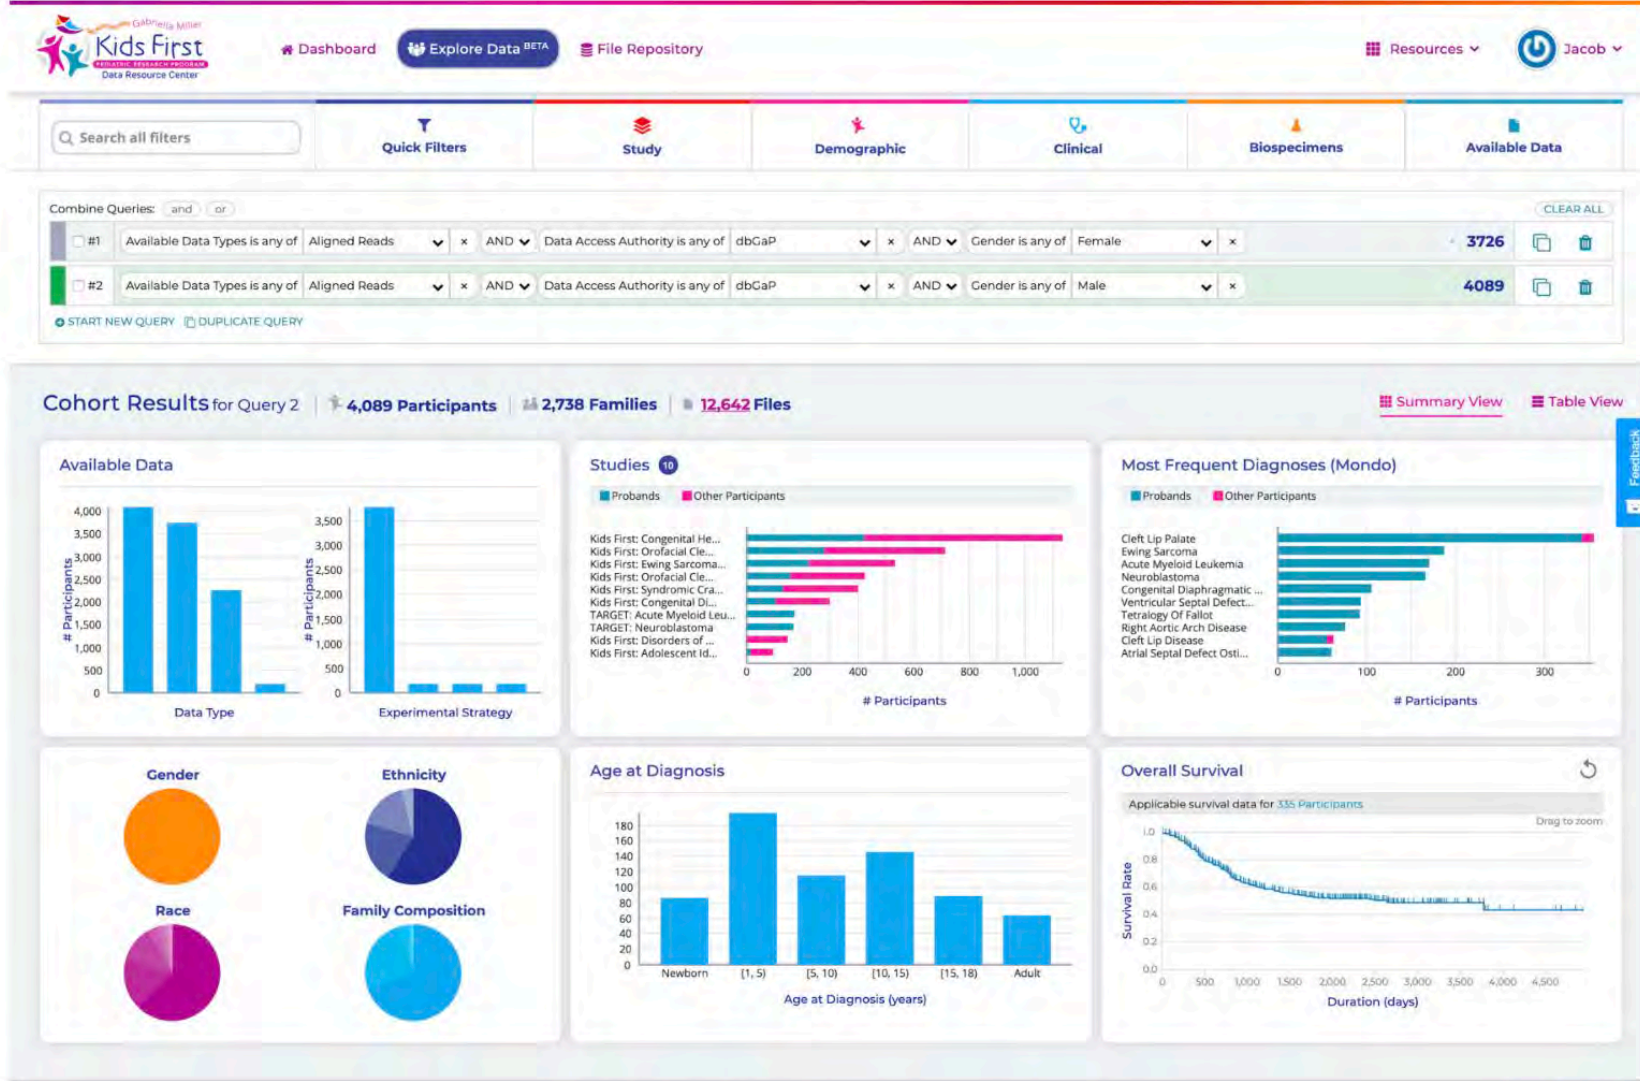 Gabriella Miller
Kids First
PEDIATRIC RESEARCH PROGRAM
Data Resource Center
Dashboard
Explore Data BETA
File Repository
Resources
Jacob
Search all filters
Quick Filters
Study
Demographic
Clinical
Biospecimens
Available Data
Combine Queries: and or
CLEAR ALL
#1 Available Data Types is any of Aligned Reads × AND Data Access Authority is any of dbGaP × AND Gender is any of Female × 3726
#2 Available Data Types is any of Aligned Reads × AND Data Access Authority is any of dbGaP × AND Gender is any of Male × 4089
START NEW QUERY DUPLICATE QUERY
Cohort Results for Query 2 | 4,089 Participants | 2,738 Families | 12,642 Files
Summary View
Table View
Feedback
Available Data
# Participants
4,000
3,500
3,000
2,500
2,000
1,500
1,000
500
0
Data Type
# Participants
3,500
3,000
2,500
2,000
1,500
1,000
500
0
Experimental Strategy
Studies 10
Probands Other Participants
Kids First: Congenital He...
Kids First: Orofacial Cle...
Kids First: Ewing Sarcoma...
Kids First: Orofacial Cle...
Kids First: Syndromic Cra...
Kids First: Congenital Di...
TARGET: Acute Myeloid Leu...
TARGET: Neuroblastoma
Kids First: Disorders of ...
Kids First: Adolescent Id...
0 200 400 600 800 1,000
# Participants
Most Frequent Diagnoses (Mondo)
Probands Other Participants
Cleft Lip Palate
Ewing Sarcoma
Acute Myeloid Leukemia
Neuroblastoma
Congenital Diaphragmatic ...
Ventricular Septal Defect...
Tetralogy Of Fallot
Right Aortic Arch Disease
Cleft Lip Disease
Atrial Septal Defect Osti...
0 100 200 300
# Participants
Gender
Ethnicity
Race
Family Composition
Age at Diagnosis
180
160
140
120
100
80
60
40
20
0
Newborn [1, 5) [5, 10) [10, 15) [15, 18) Adult
Age at Diagnosis (years)
Overall Survival
Applicable survival data for 335 Participants
Drag to zoom
Survival Rate
1.0
0.8
0.6
0.4
0.2
0.0
0 500 1,000 1,500 2,000 2,500 3,000 3,500 4,000 4,500
Duration (days)